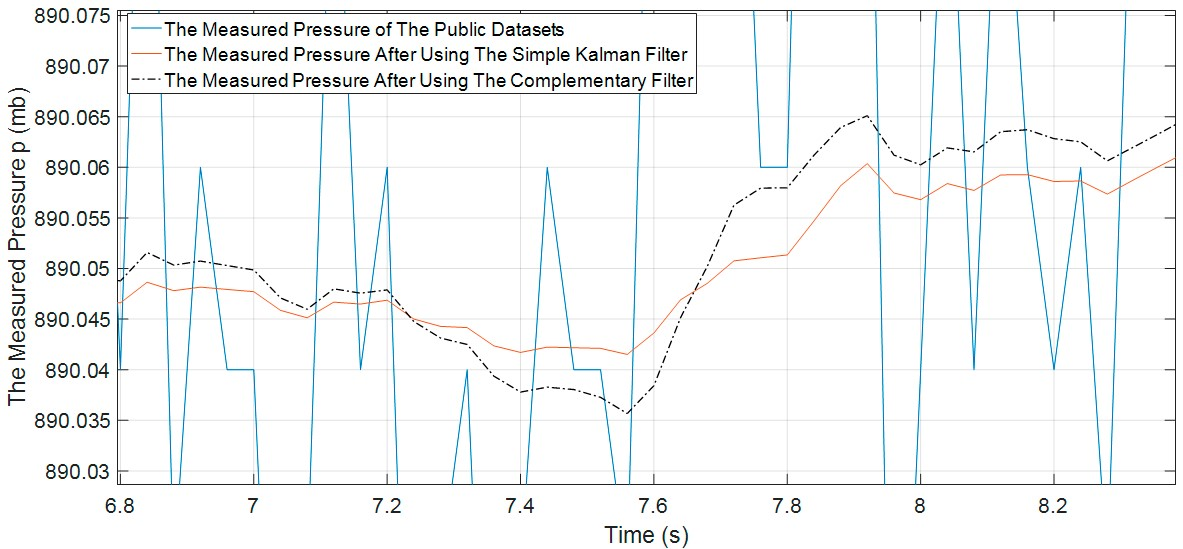 The Measured Pressure of The Public Datasets
The Measured Pressure After Using The Simple Kalman Filter
The Measured Pressure After Using The Complementary Filter
The Measured Pressure p (mb)
890.075
890.07
890.065
890.06
890.055
890.05
890.045
890.04
890.035
890.03
6.8 7 7.2 7.4 7.6 7.8 8 8.2
Time (s)